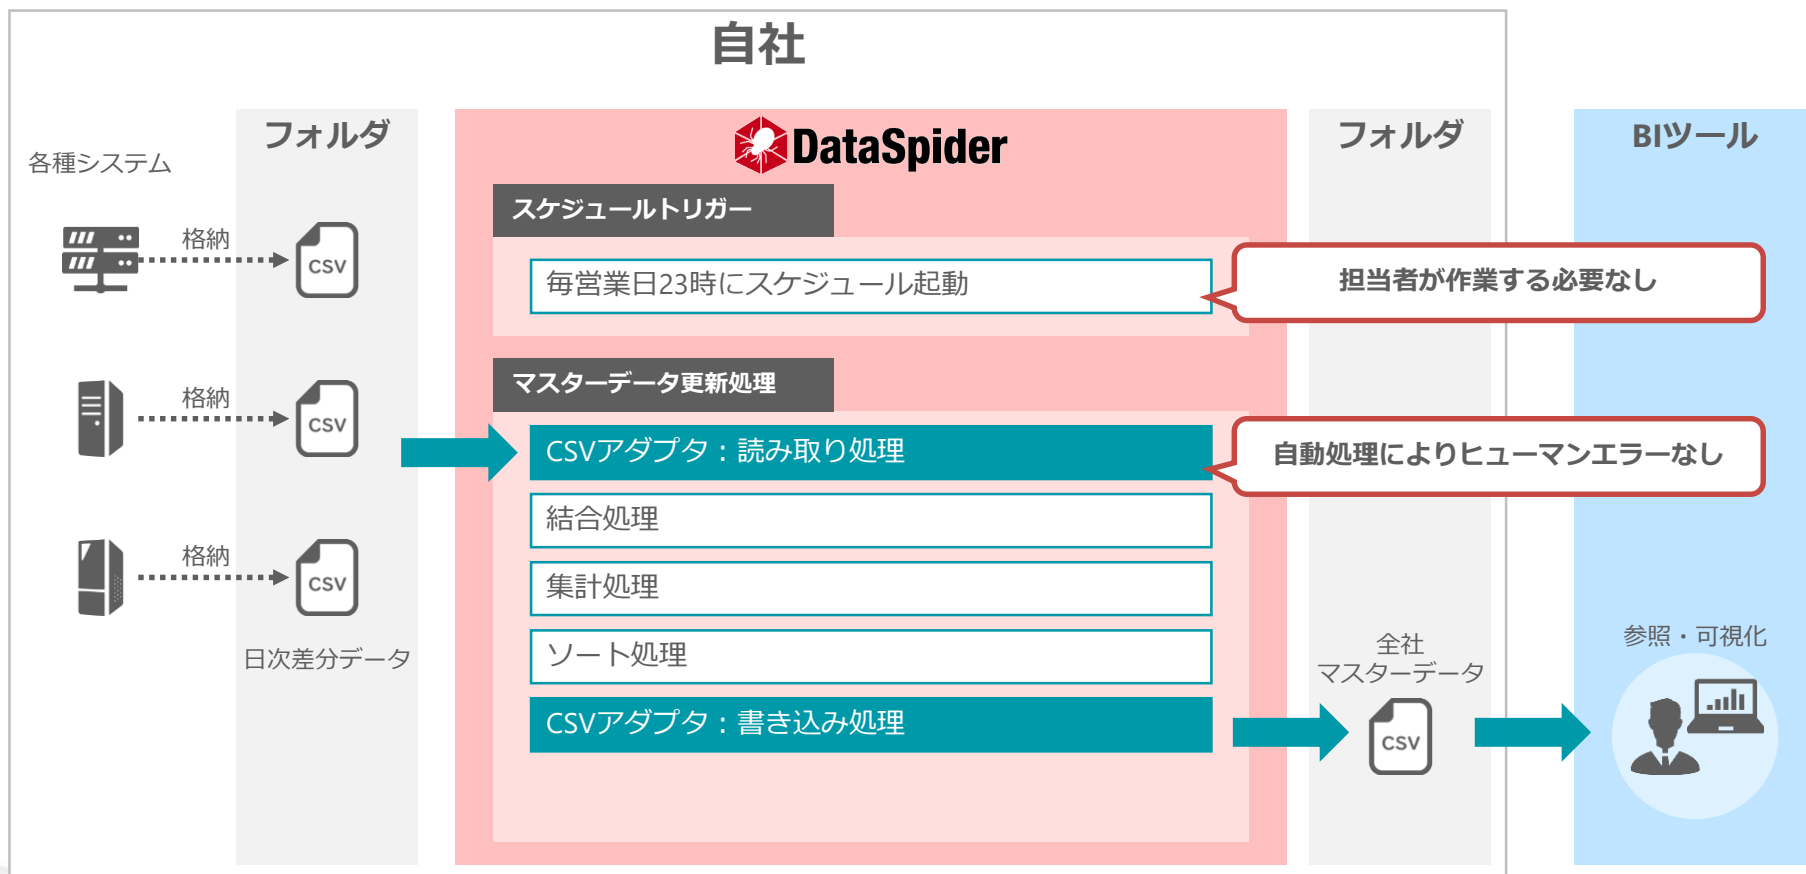 自社
各種システム
フォルダ
格納
CSV
格納
CSV
格納
CSV
日次差分データ
DataSpider
スケジュールトリガー
毎営業日23時にスケジュール起動
担当者が作業する必要なし
マスターデータ更新処理
CSVアダプタ：読み取り処理
自動処理によりヒューマンエラーなし
結合処理
集計処理
ソート処理
CSVアダプタ：書き込み処理
フォルダ
全社
マスターデータ
CSV
BIツール
参照・可視化